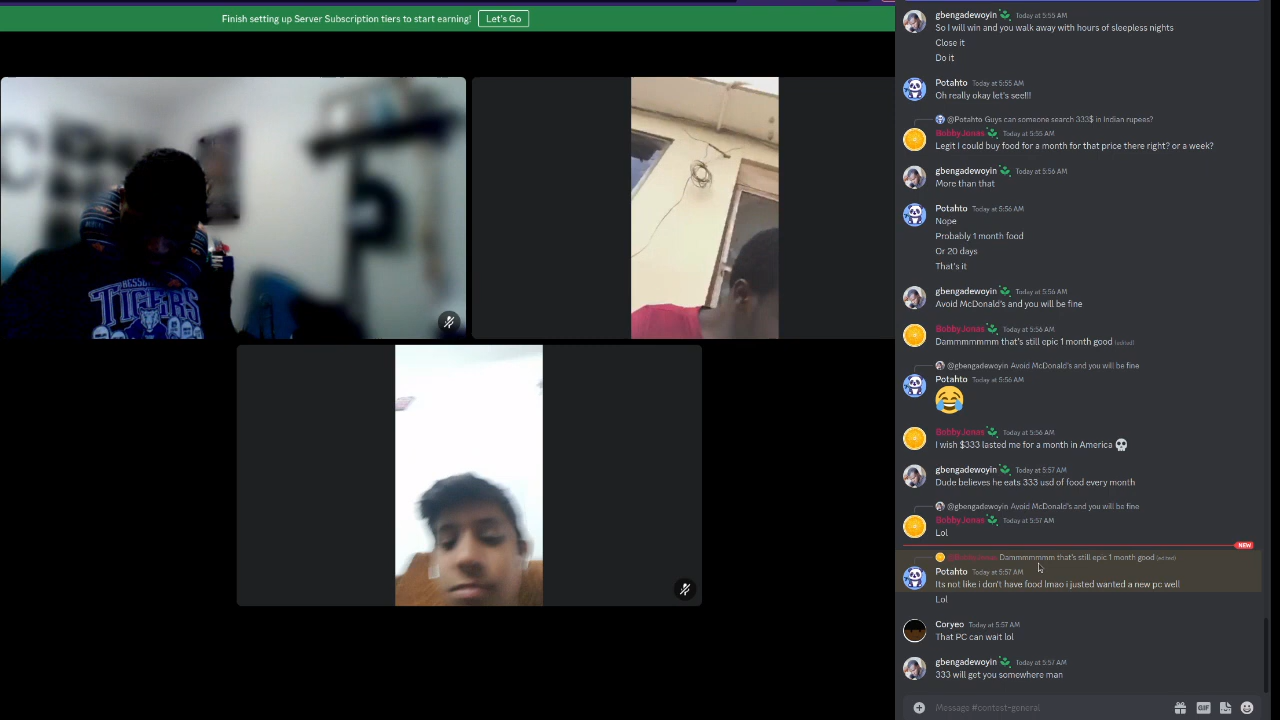 Finish setting up Server Subscription tiers to start earning! Let's Go
TIGERS
gbengadewoyin Today at 5:55 AM
So I will win and you walk away with hours of sleepless nights
Close it
Do it
Potahto Today at 5:55 AM
Oh really okay let's see!!!
@Potahto Guys can someone search 333$ in Indian rupees?
BobbyJonas Today at 5:55 AM
Legit I could buy food for a month for that price there right? or a week?
gbengadewoyin Today at 5:56 AM
More than that
Potahto Today at 5:56 AM
Nope
Probably 1 month food
Or 20 days
That's it
gbengadewoyin Today at 5:56 AM
Avoid McDonald's and you will be fine
BobbyJonas Today at 5:56 AM
Dammmmmmm that's still epic 1 month good (edited)
@gbengadewoyin Avoid McDonald's and you will be fine
Potahto Today at 5:56 AM
BobbyJonas Today at 5:56 AM
I wish $333 lasted me for a month in America
gbengadewoyin Today at 5:57 AM
Dude believes he eats 333 usd of food every month
@gbengadewoyin Avoid McDonald's and you will be fine
BobbyJonas Today at 5:57 AM
Lol
NEW
@BobbyJonas Dammmmmmm that's still epic 1 month good (edited)
Potahto Today at 5:57 AM
Its not like i don't have food lmao i justed wanted a new pc well
Lol
Coryeo Today at 5:57 AM
That PC can wait lol
gbengadewoyin Today at 5:57 AM
333 will get you somewhere man
Message #contest-general
GIF